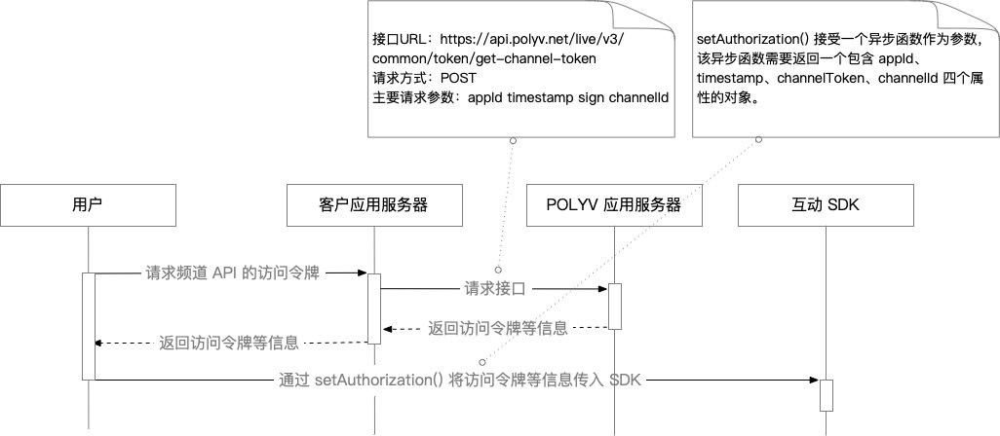 接口URL：https://api.polyv.net/live/v3/
common/token/get-channel-token
请求方式：POST
主要请求参数：appId timestamp sign channelId
setAuthorization() 接受一个异步函数作为参数，
该异步函数需要返回一个包含 appId、
timestamp、channelToken、channelId 四个属
性的对象。
用户
客户应用服务器
POLYV 应用服务器
互动 SDK
请求频道 API 的访问令牌
请求接口
返回访问令牌等信息
返回访问令牌等信息
通过 setAuthorization() 将访问令牌等信息传入 SDK